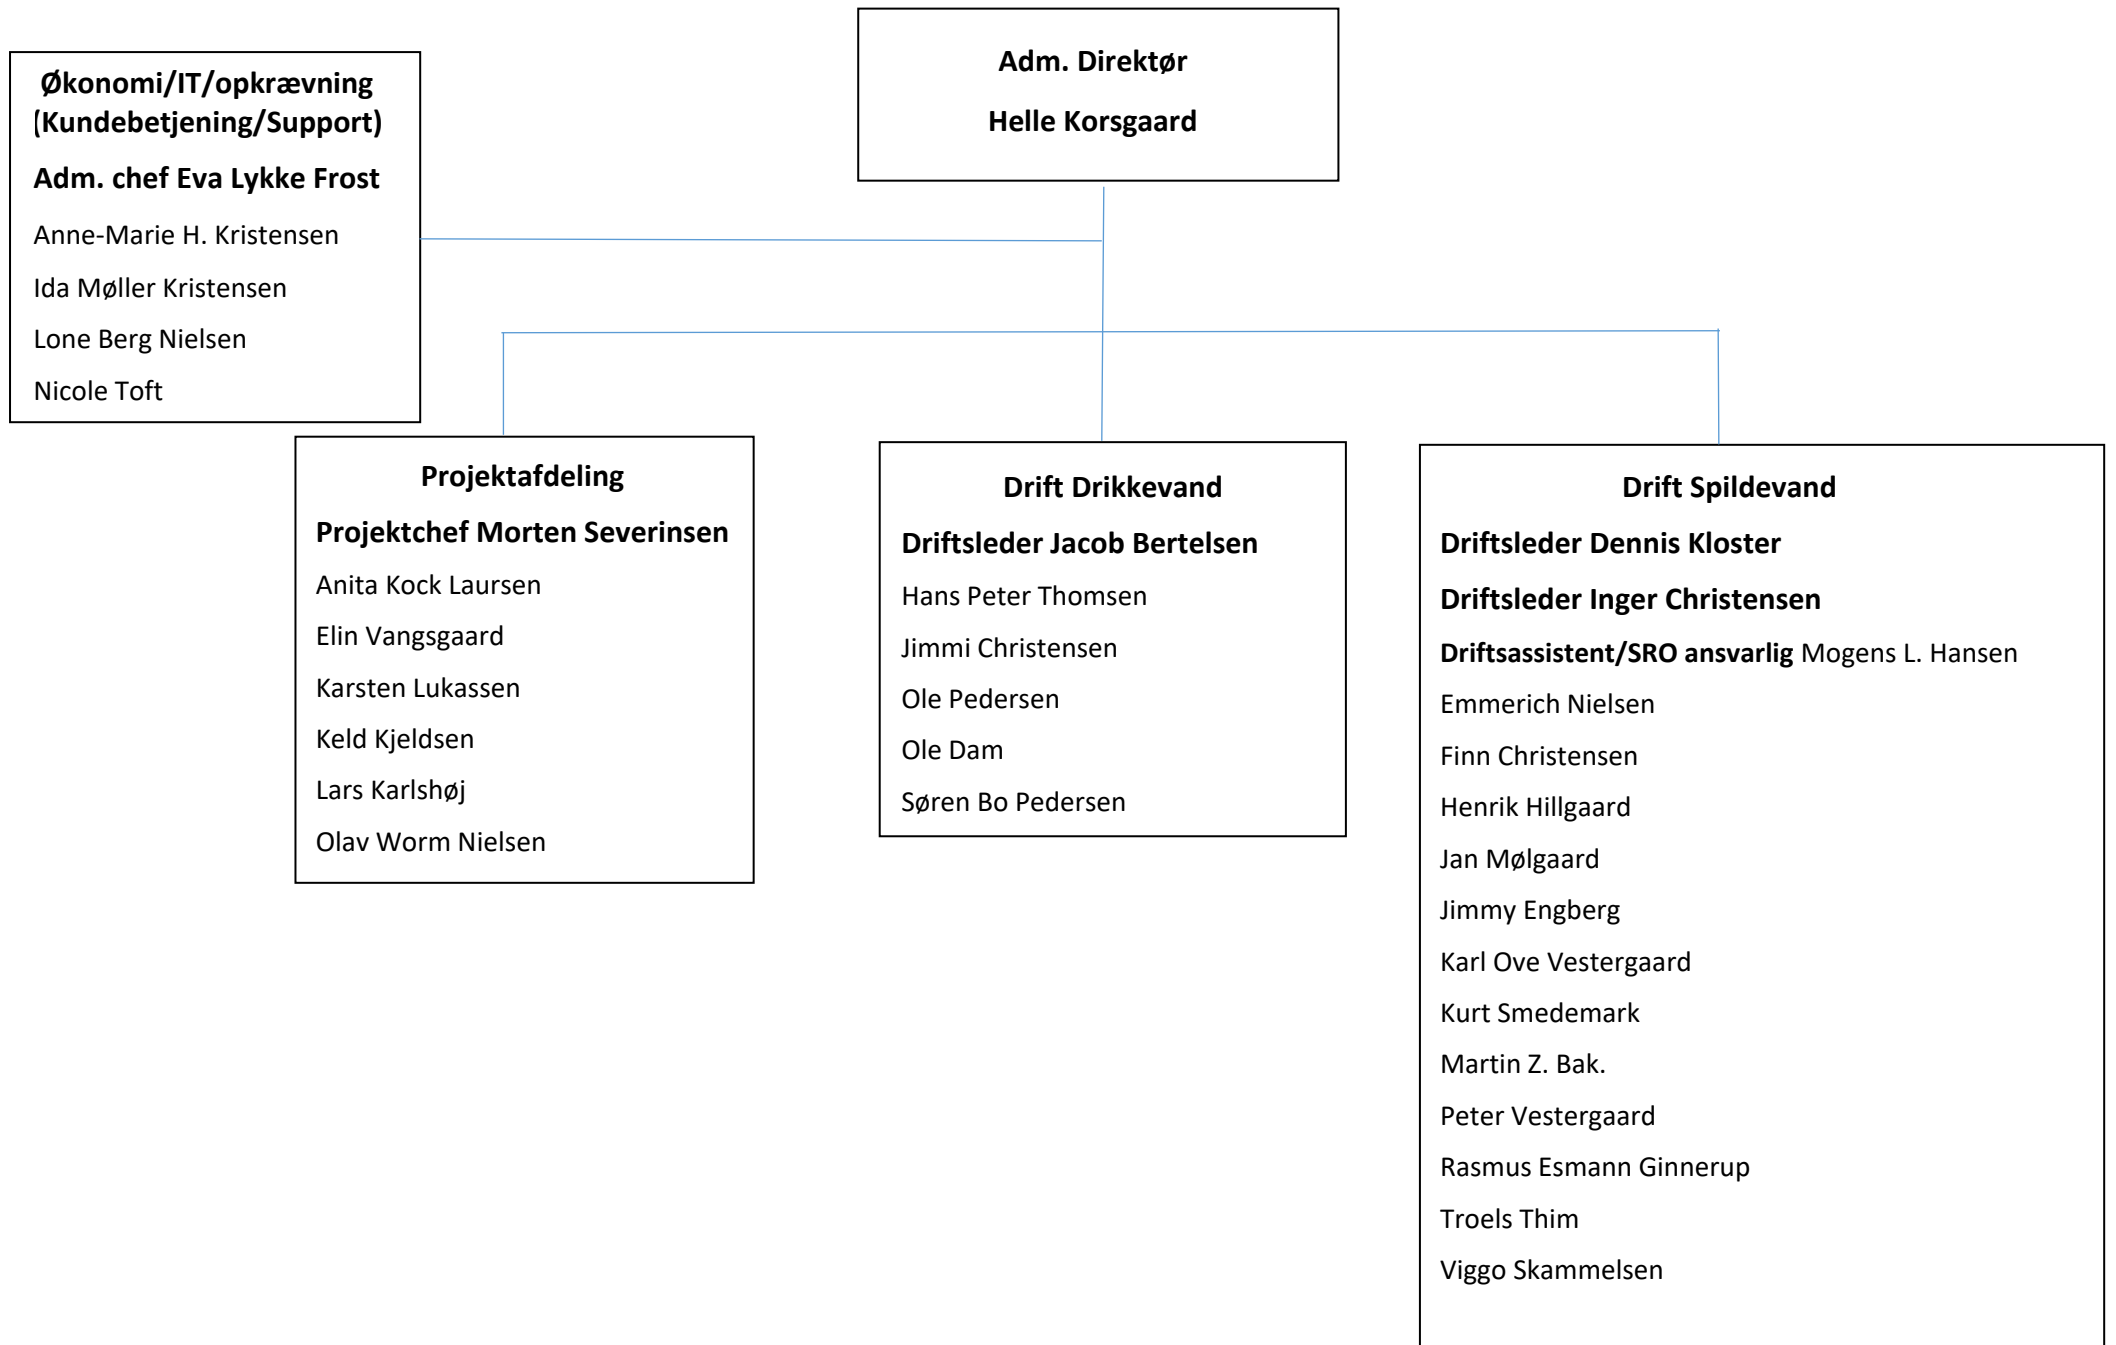 Adm. Direktør
Helle Korsgaard
Økonomi/IT/opkrævning
(Kundebetjening/Support)
Adm. chef Eva Lykke Frost
Anne-Marie H. Kristensen
Ida Møller Kristensen
Lone Berg Nielsen
Nicole Toft
Projektafdeling
Projektchef Morten Severinsen
Anita Kock Laursen
Elin Vangsgaard
Karsten Lukassen
Keld Kjeldsen
Lars Karlshøj
Olav Worm Nielsen
Drift Drikkevand
Driftsleder Jacob Bertelsen
Hans Peter Thomsen
Jimmi Christensen
Ole Pedersen
Ole Dam
Søren Bo Pedersen
Drift Spildevand
Driftsleder Dennis Kloster
Driftsleder Inger Christensen
Driftsassistent/SRO ansvarlig Mogens L. Hansen
Emmerich Nielsen
Finn Christensen
Henrik Hillgaard
Jan Mølgaard
Jimmy Engberg
Karl Ove Vestergaard
Kurt Smedemark
Martin Z. Bak.
Peter Vestergaard
Rasmus Esmann Ginnerup
Troels Thim
Viggo Skammelsen